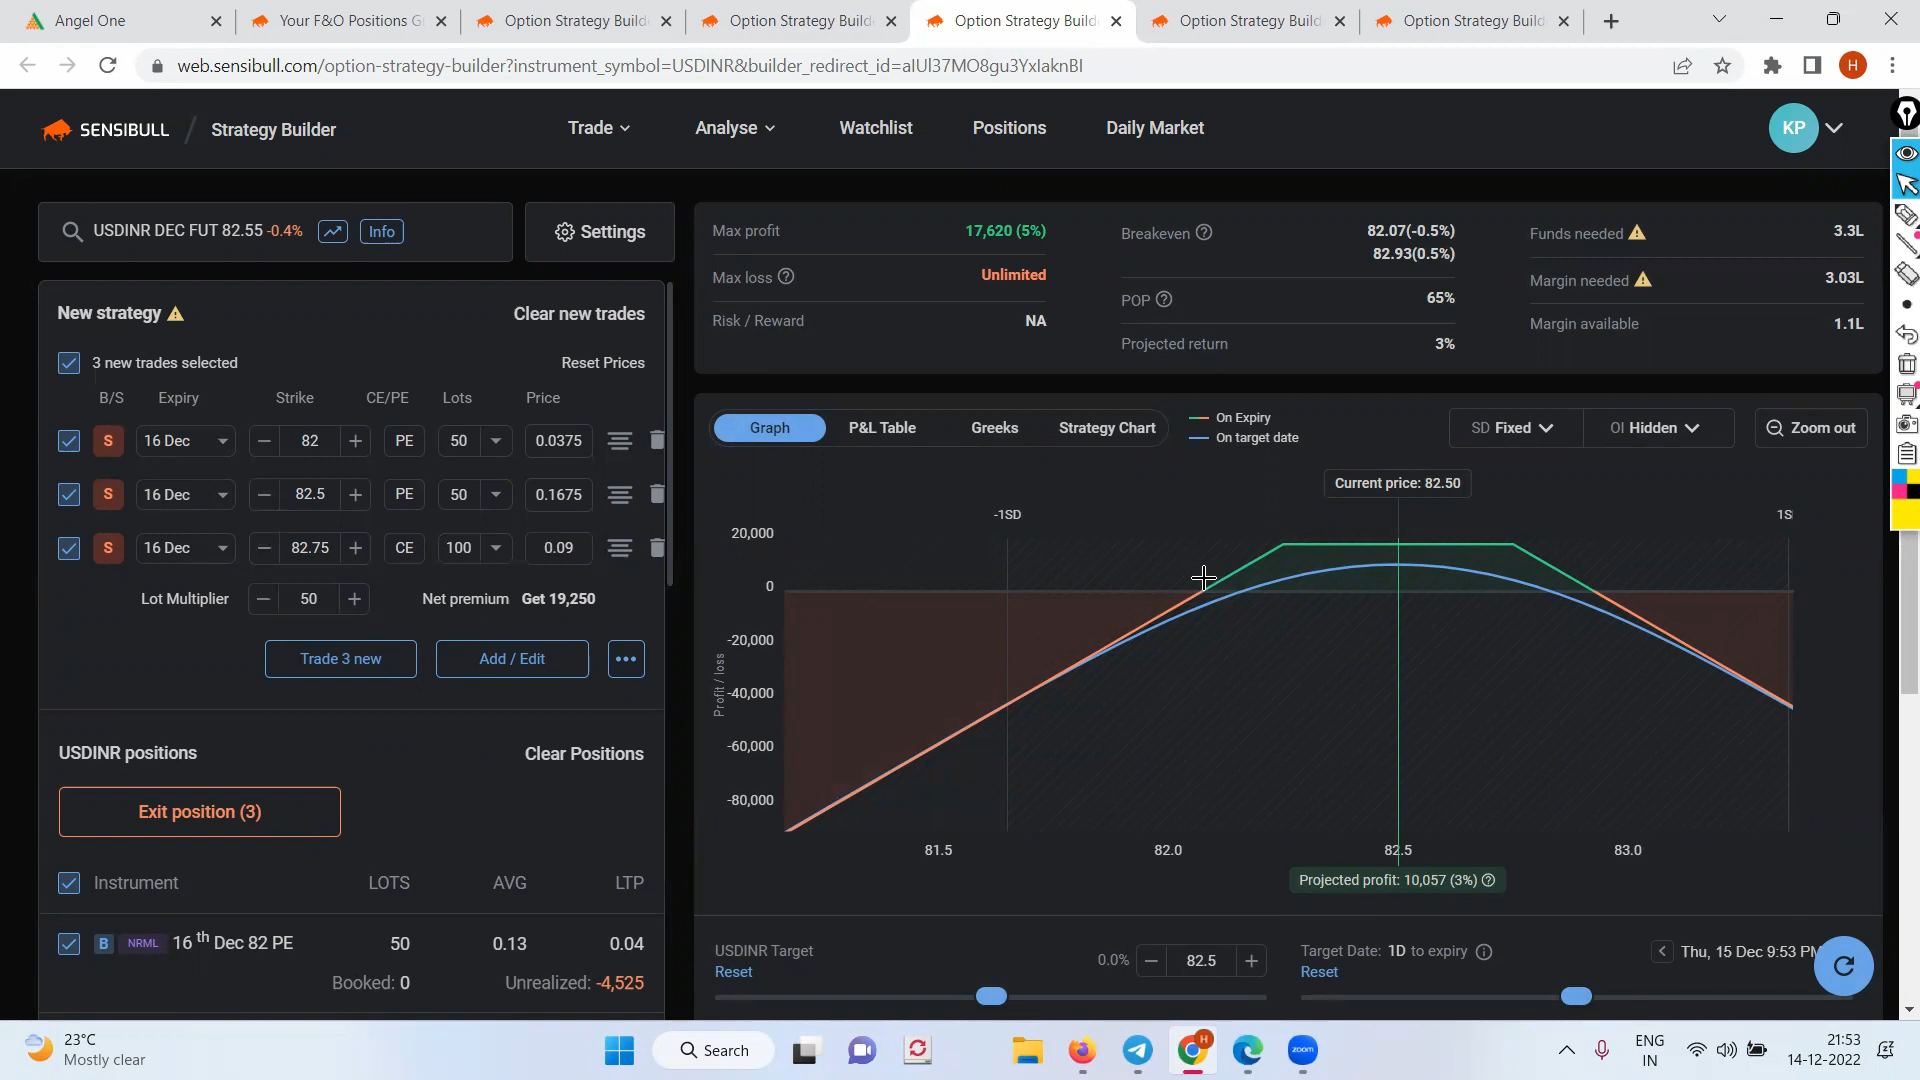 Angel One
Your F&O Positions G
Option Strategy Build
Option Strategy Build
Option Strategy Build
Option Strategy Build
Option Strategy Build
web.sensibull.com/option-strategy-builder?instrument_symbol=USDINR&builder_redirect_id=aIUl37MO8gu3YxlaknBI
H
SENSIBULL / Strategy Builder
Trade
Analyse
Watchlist
Positions
Daily Market
KP
USDINR DEC FUT 82.55 -0.4%
Info
Settings
Max profit 17,620 (5%)
Max loss Unlimited
Risk / Reward NA
Breakeven 82.07(-0.5%)
82.93(0.5%)
POP 65%
Projected return 3%
Funds needed 3.3L
Margin needed 3.03L
Margin available 1.1L
New strategy
Clear new trades
3 new trades selected
Reset Prices
B/S Expiry Strike CE/PE Lots Price
S 16 Dec 82 PE 50 0.0375
S 16 Dec 82.5 PE 50 0.1675
S 16 Dec 82.75 CE 100 0.09
Lot Multiplier 50 Net premium Get 19,250
Trade 3 new
Add / Edit
USDINR positions
Clear Positions
Exit position (3)
Instrument LOTS AVG LTP
B NRML 16 th Dec 82 PE 50 0.13 0.04
Booked: 0 Unrealized: -4,525
Graph
P&L Table
Greeks
Strategy Chart
On Expiry
On target date
SD Fixed
OI Hidden
Zoom out
Current price: 82.50
-1SD
1S
20,000
0
-20,000
-40,000
-60,000
-80,000
Profit / loss
81.5
82.0
82.5
83.0
Projected profit: 10,057 (3%)
USDINR Target
Reset
0.0%
82.5
Target Date: 1D to expiry
Reset
Thu, 15 Dec 9:53 PM
23°C
Mostly clear
Search
H
zoom
ENG
IN
21:53
14-12-2022